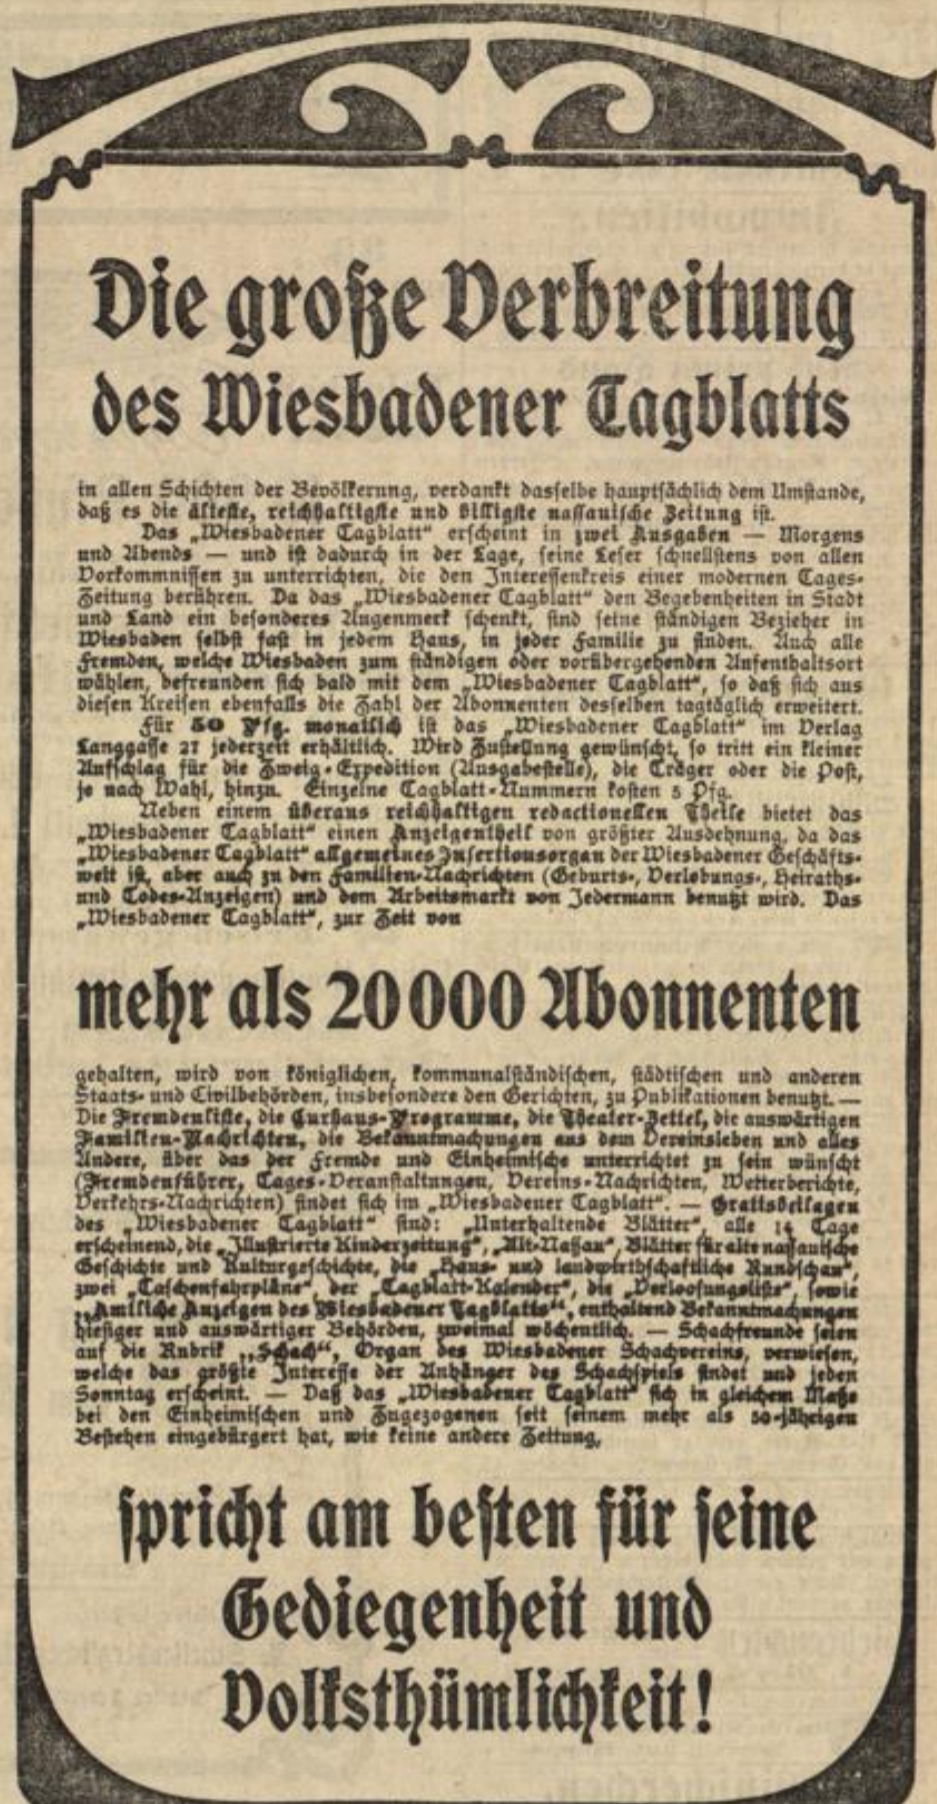 Die große Verbreitung
des Wiesbadener Tagblatts
in allen Schichten der Bevölkerung, verdankt dasselbe hauptsächlich dem Umstande,
daß es die älteste, reichhaltigste und billigste nassauische Zeitung ist.
Das „Wiesbadener Tagblatt“ erscheint in zwei Ausgaben — Morgens
und Abends — und ist dadurch in der Lage, seine Leser schnellstens von allen
Vorkommnissen zu unterrichten, die den Interessenkreis einer modernen Tages-
Zeitung berühren. Da das „Wiesbadener Tagblatt“ den Begebenheiten in Stadt
und Land ein besonderes Augenmerk schenkt, sind seine ständigen Bezieher in
Wiesbaden selbst fast in jedem Haus, in jeder Familie zu finden. Auch alle
Fremden, welche Wiesbaden zum ständigen oder vorübergehenden Aufenthaltsort
wählen, befreunden sich bald mit dem „Wiesbadener Tagblatt“, so daß sich aus
diesen Kreisen ebenfalls die Zahl der Abonnenten desselben tagtäglich erweitert.
Für 50 Pfg. monatlich ist das „Wiesbadener Tagblatt“ im Verlag
Langgasse 27 jederzeit erhältlich. Wird Zustellung gewünscht, so tritt ein kleiner
Aufschlag für die Zweig-Expedition (Ausgabestelle), die Träger oder die Post,
je nach Wahl, hinzu. Einzelne Tagblatt-Nummern kosten 5 Pfg.
Neben einem überaus reichhaltigen redactionellen Theile bietet das
„Wiesbadener Tagblatt“ einen Anzeigentheil von größter Ausdehnung, da das
„Wiesbadener Tagblatt“ allgemeines Insertionsorgan der Wiesbadener Geschäfts-
welt ist, aber auch zu den Familien-Nachrichten (Geburts-, Verlobungs-, Heiraths-
und Todes-Anzeigen) und dem Arbeitsmarkt von Jedermann benutzt wird. Das
„Wiesbadener Tagblatt“, zur Zeit von
mehr als 20000 Abonnenten
gehalten, wird von königlichen, kommunalständischen, städtischen und anderen
Staats- und Civilbehörden, insbesondere den Gerichten, zu Publikationen benutzt. —
Die Fremdenliste, die Curhaus-Programme, die Theater-Zettel, die auswärtigen
Familien-Nachrichten, die Bekanntmachungen aus dem Vereinsleben und alles
Andere, über das der Fremde und Einheimische unterrichtet zu sein wünscht
(Fremdenführer, Tages-Veranstaltungen, Vereins-Nachrichten, Wetterberichte,
Verkehrs-Nachrichten) findet sich im „Wiesbadener Tagblatt“. — Gratisbeilagen
des „Wiesbadener Tagblatt“ sind: „Unterhaltende Blätter“, alle 14 Tage
erscheinend, die „Illustrierte Kinderzeitung“, „Alt-Naßau“, Blätter für alte nassauische
Geschichte und Kulturgeschichte, die „Haus- und landwirthschaftliche Rundschau“,
zwei „Taschenfahrpläne“, der „Tagblatt-Kalender“, die „Verloosungsliste“, sowie
„Amtliche Anzeigen des Wiesbadener Tagblatts“, enthaltend Bekanntmachungen
hiesiger und auswärtiger Behörden, zweimal wöchentlich. — Schachfreunde seien
auf die Rubrik „Schach“, Organ des Wiesbadener Schachvereins, verwiesen,
welche das größte Interesse der Anhänger des Schachspiels findet und jeden
Sonntag erscheint. — Daß das „Wiesbadener Tagblatt“ sich in gleichem Maße
bei den Einheimischen und Zugezogenen seit seinem mehr als 50-jährigen
Bestehen eingebürgert hat, wie keine andere Zeitung,
spricht am besten für seine
Gediegenheit und
Volksthümlichkeit!